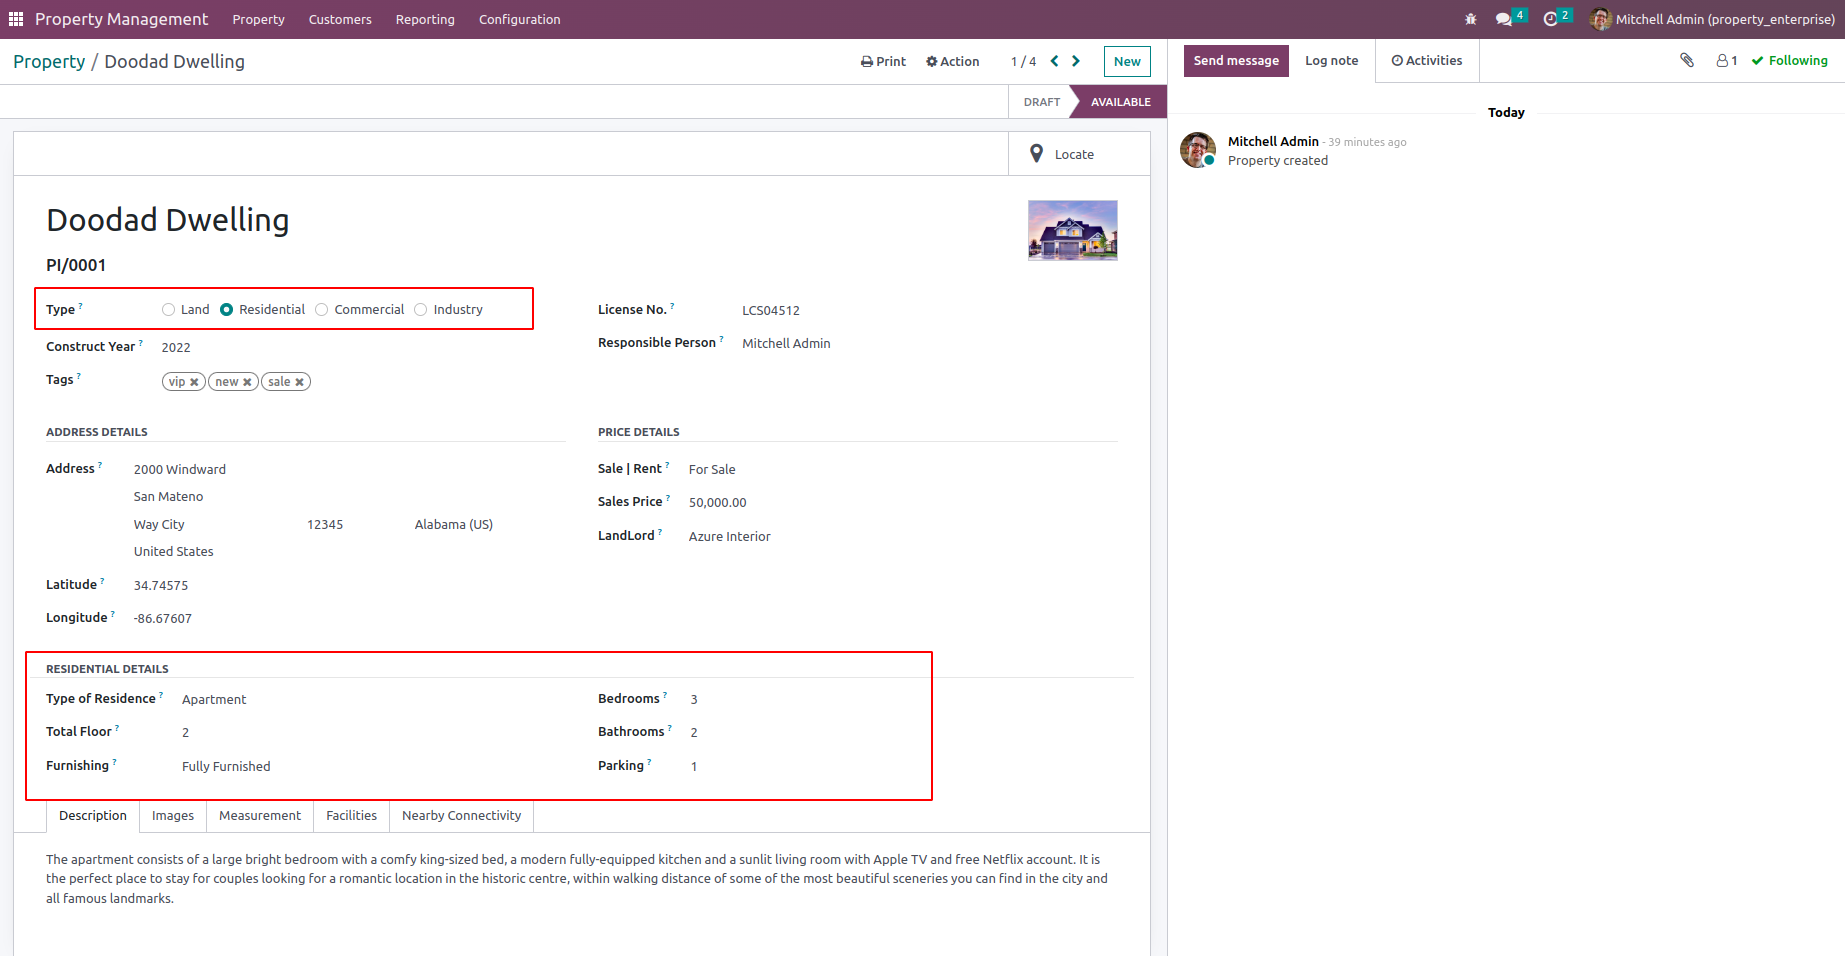 Property Management Property Customers Reporting Configuration 4 2 Mitchell Admin (property_enterprise)
Property / Doodad Dwelling Print Action 1 / 4 New
Send message Log note Activities 1 Following
DRAFT AVAILABLE
Today
Mitchell Admin - 39 minutes ago
Property created
Locate
Doodad Dwelling
PI/0001
Type ? Land Residential Commercial Industry
License No. ? LCS04512
Construct Year ? 2022
Responsible Person ? Mitchell Admin
Tags ? vip ✖ new ✖ sale ✖
ADDRESS DETAILS
Address ? 2000 Windward
San Mateno
Way City 12345 Alabama (US)
United States
Latitude ? 34.74575
Longitude ? -86.67607
PRICE DETAILS
Sale | Rent ? For Sale
Sales Price ? 50,000.00
LandLord ? Azure Interior
RESIDENTIAL DETAILS
Type of Residence ? Apartment
Total Floor ? 2
Furnishing ? Fully Furnished
Bedrooms ? 3
Bathrooms ? 2
Parking ? 1
Description Images Measurement Facilities Nearby Connectivity
The apartment consists of a large bright bedroom with a comfy king-sized bed, a modern fully-equipped kitchen and a sunlit living room with Apple TV and free Netflix account. It is
the perfect place to stay for couples looking for a romantic location in the historic centre, within walking distance of some of the most beautiful sceneries you can find in the city and
all famous landmarks.